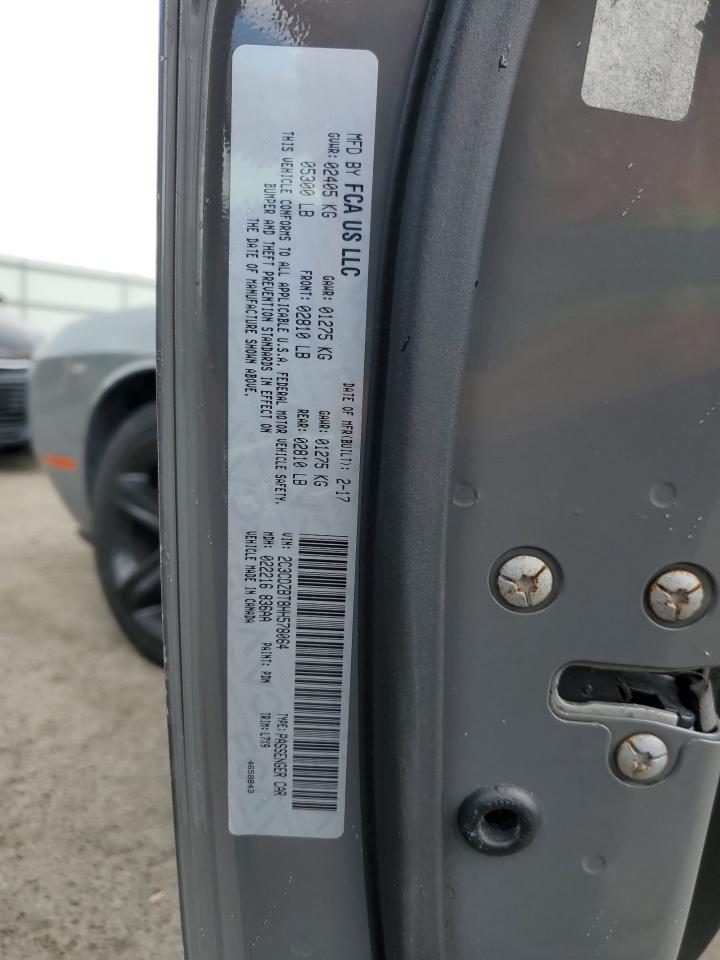 MFD BY FCA US LLC
DATE OF MFR(BUILT): 2-17
GVWR: 02405 KG GAWR: 01275 KG GAWR: 01275 KG
05300 LB FRONT: 02810 LB REAR: 02810 LB
THIS VEHICLE CONFORMS TO ALL APPLICABLE U.S.A. FEDERAL MOTOR VEHICLE SAFETY,
BUMPER AND THEFT PREVENTION STANDARDS IN EFFECT ON
THE DATE OF MANUFACTURE SHOWN ABOVE.
VIN: 2C3CDZBT8HH578064 TYPE: PASSENGER CAR
MDH: 022216 836AA PAINT: PDN TRIM: L7X9
MADE IN CANADA 4658843